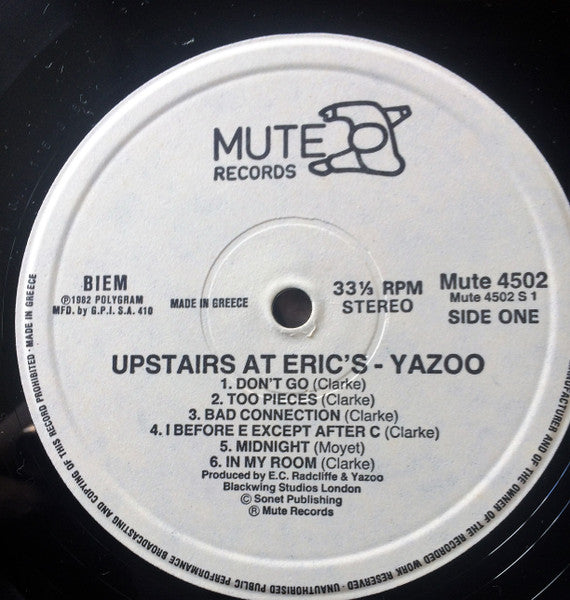 MUTE
RECORDS
BIEM
℗1982 POLYGRAM
MFD. by G.P.I. S.A. 410
MADE IN GREECE
33⅓ RPM
STEREO
Mute 4502
Mute 4502 S 1
SIDE ONE
UPSTAIRS AT ERIC'S - YAZOO
1. DON'T GO (Clarke)
2. TOO PIECES (Clarke)
3. BAD CONNECTION (Clarke)
4. I BEFORE E EXCEPT AFTER C (Clarke)
5. MIDNIGHT (Moyet)
6. IN MY ROOM (Clarke)
Produced by E.C. Radcliffe & Yazoo
Blackwing Studios London
© Sonet Publishing
® Mute Records
MANUFACTURER AND OF THE OWNER OF THE RECORDED WORK RESERVED · UNAUTHORISED PUBLIC PERFORMANCE BROADCASTING AND COPYING OF THIS RECORD PROHIBITED · MADE IN GREECE